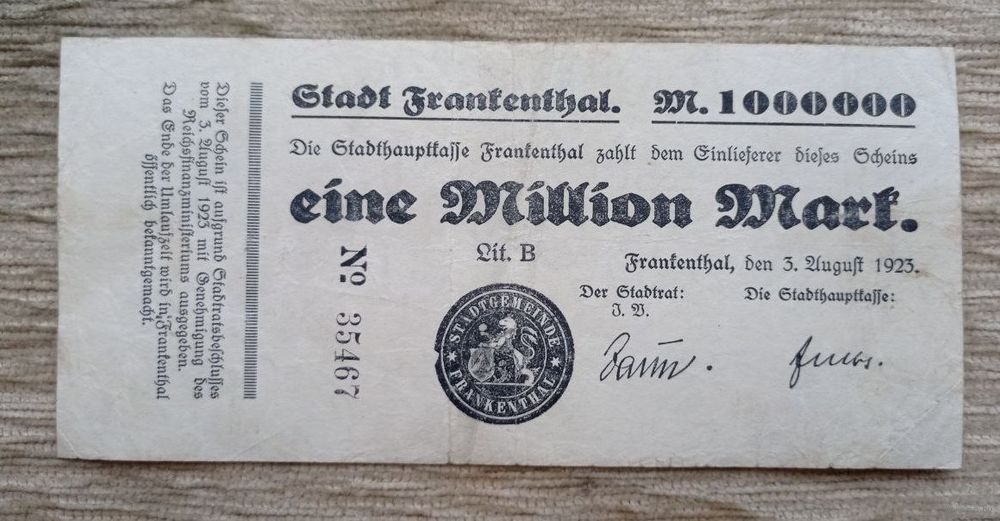 Stadt Frankenthal. M. 1000000
Die Stadthauptkasse Frankenthal zahlt dem Einlieferer dieses Scheins
eine Million Mark.
Lit. B
Frankenthal, den 3. August 1923.
Der Stadtrat: Die Stadthauptkasse:
J. V.
No 35467
STADTGEMEINDE
FRANKENTHAL
Dieser Schein ist aufgrund Stadtratsbeschlusses
vom 3. August 1923 mit Genehmigung des
Reichsfinanzministeriums ausgegeben.
Das Ende der Umlaufzeit wird in Frankenthal
öffentlich bekanntgemacht.